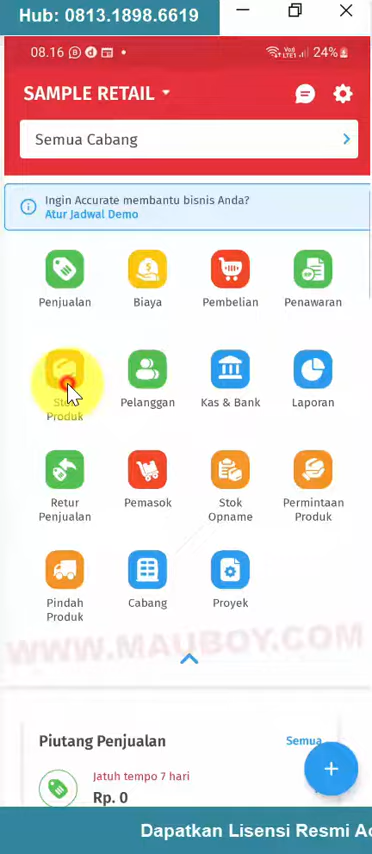 Hub: 0813.1898.6619
08.16
24%
SAMPLE RETAIL
Semua Cabang
Ingin Accurate membantu bisnis Anda?
Atur Jadwal Demo
Penjualan Biaya Pembelian Penawaran
Stok Pelanggan Kas & Bank Laporan
Produk
Retur Pemasok Stok Permintaan
Penjualan Opname Produk
Pindah Cabang Proyek
Produk
WWW.MAUBOY.COM
Piutang Penjualan Semua
Jatuh tempo 7 hari
Rp. 0
Dapatkan Lisensi Resmi Ac